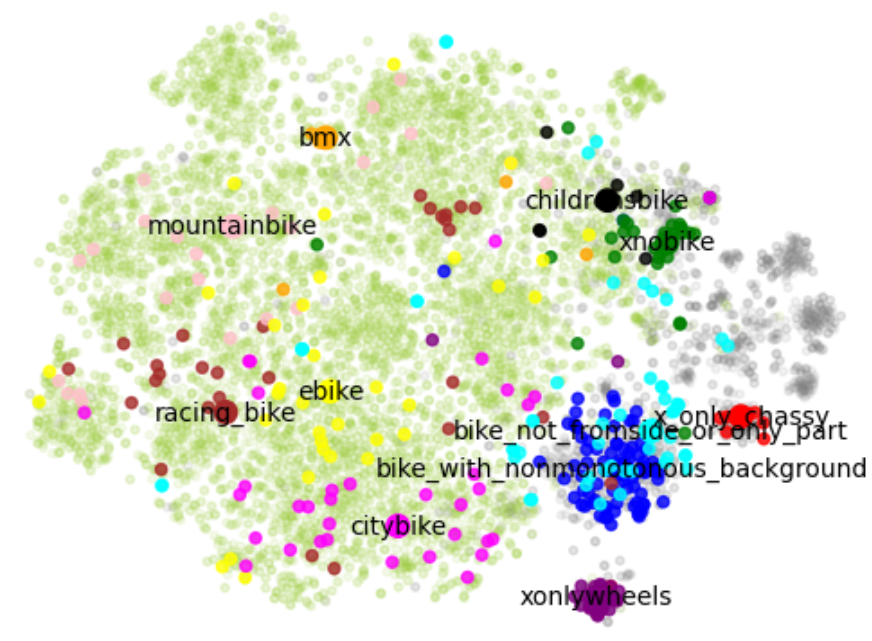 bmx
childrensbike
mountainbike
xnobike
ebike
racing_bike
x_only_chassy
bike_not_fromside_or_only_part
bike_with_nonmonotonous_background
citybike
xonlywheels